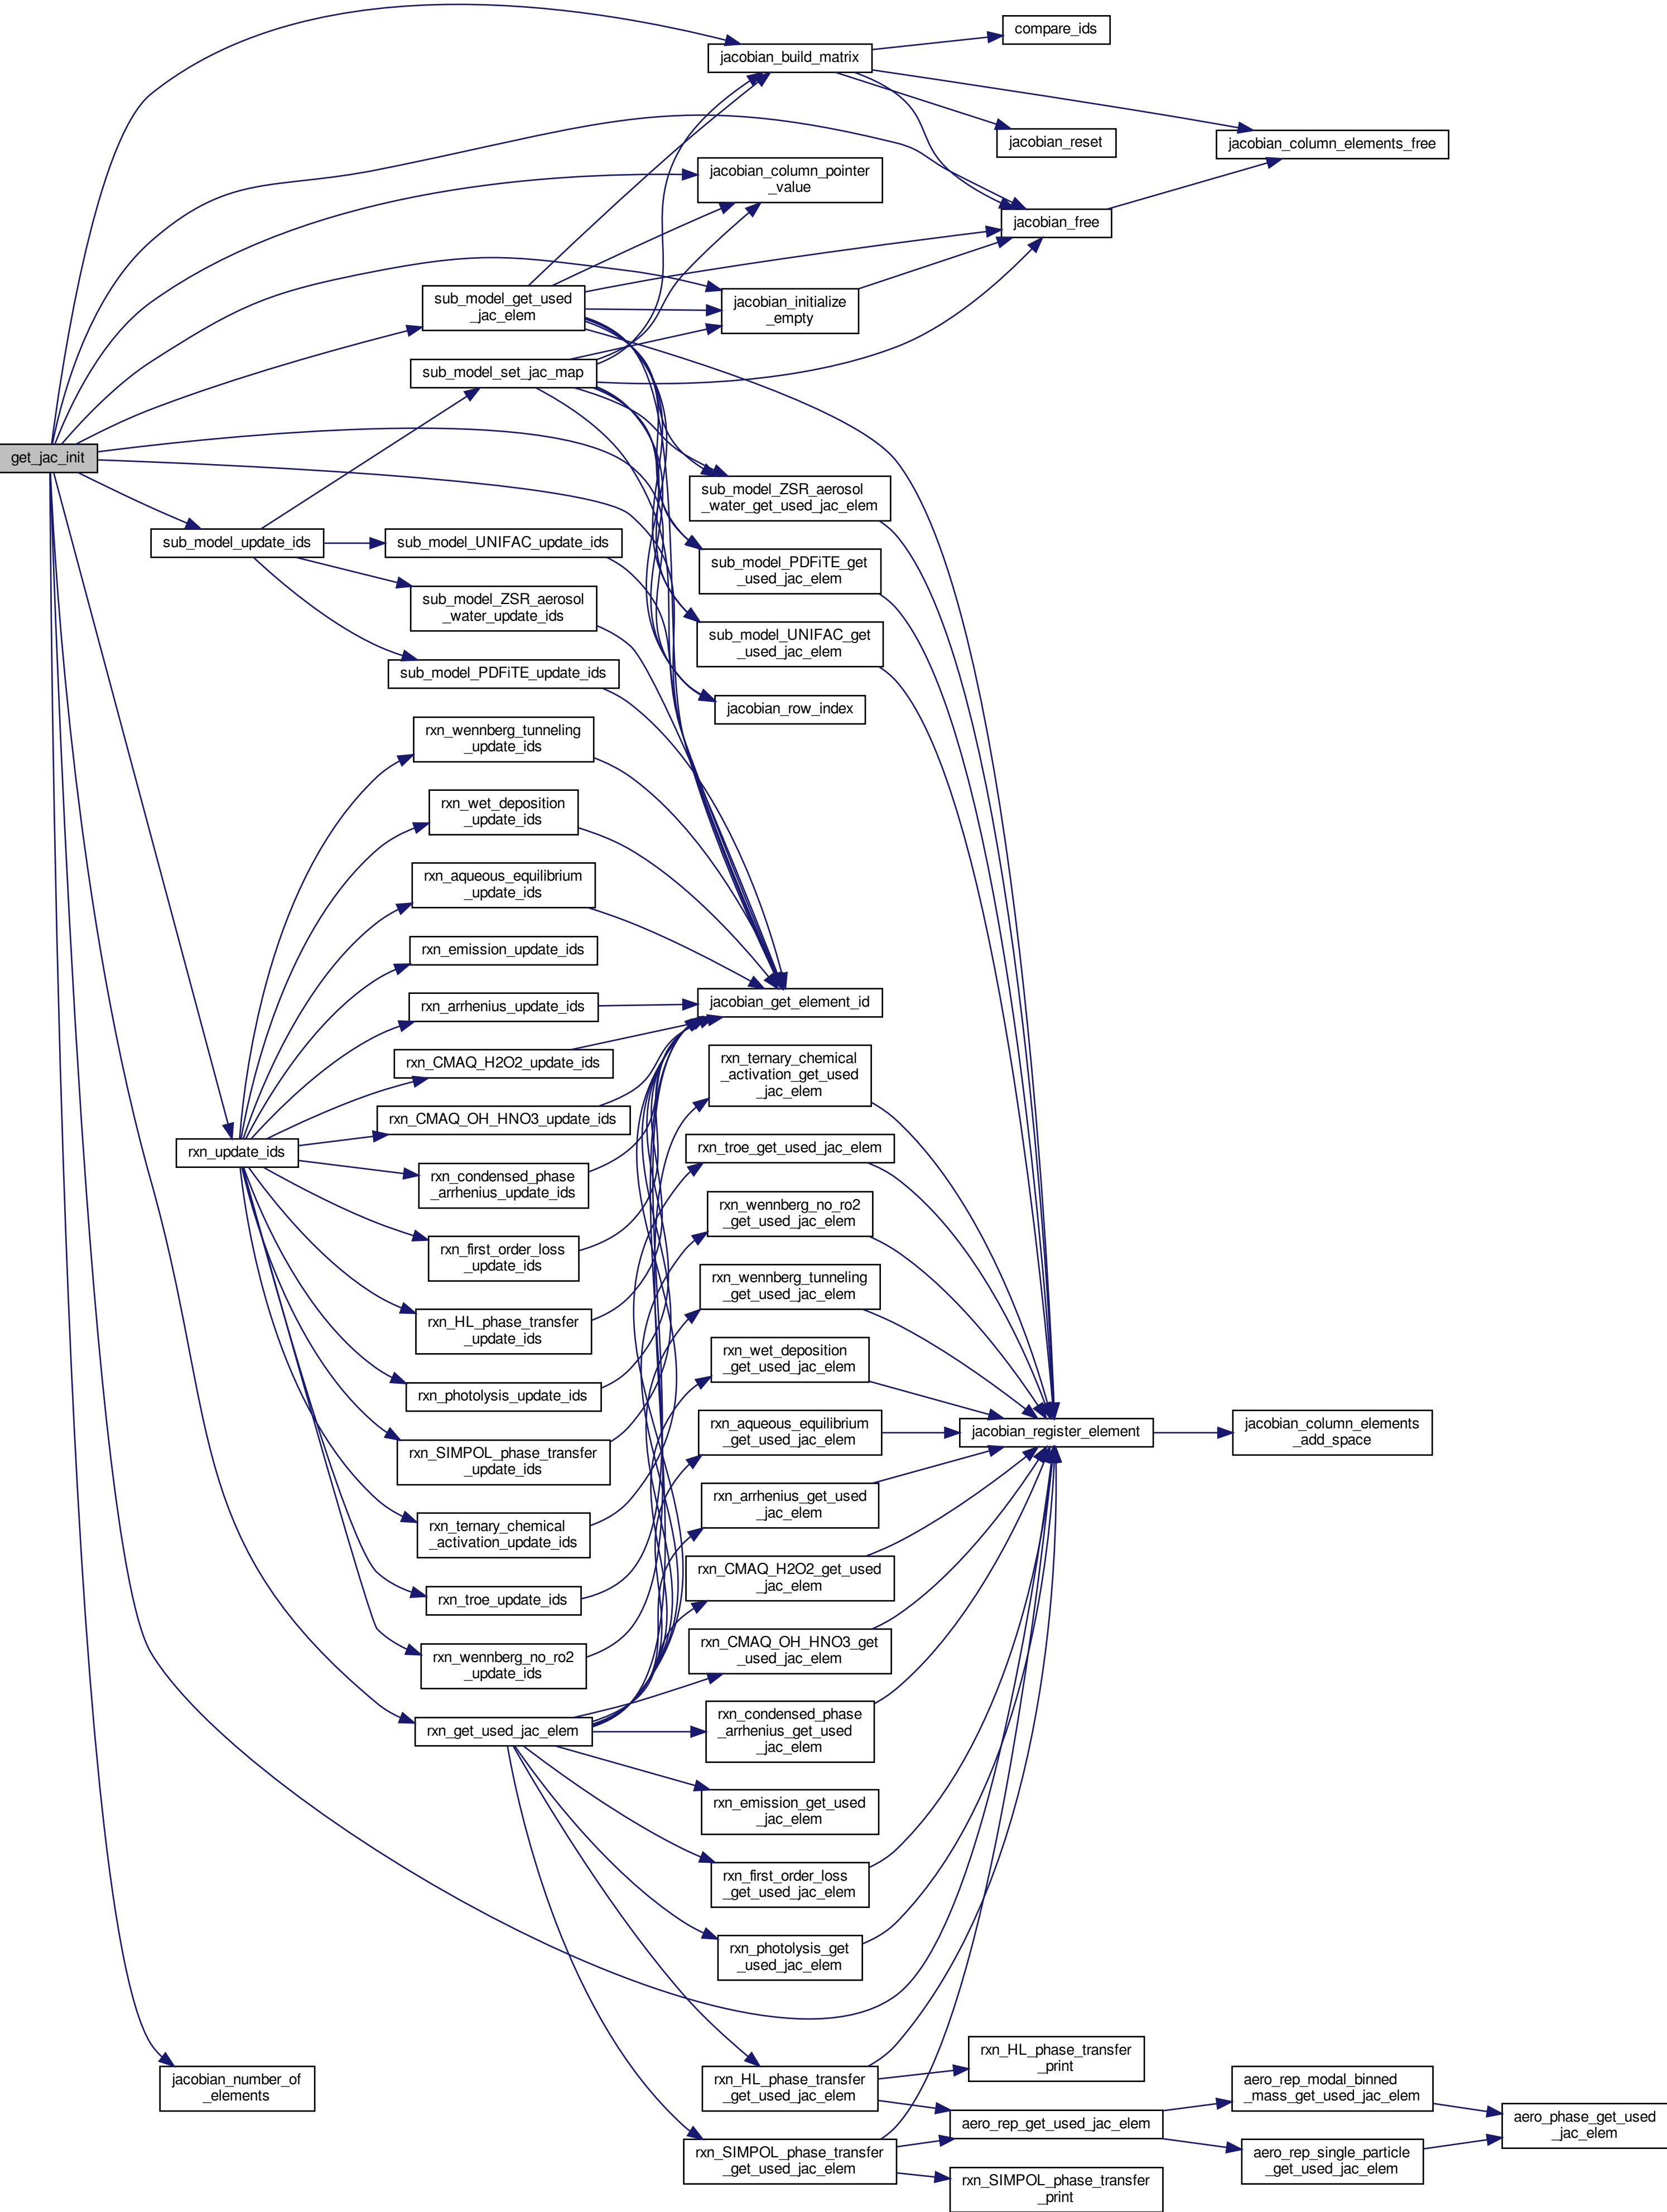 compare_ids
jacobian_build_matrix
jacobian_reset
jacobian_column_elements_free
jacobian_column_pointer
_value
jacobian_free
sub_model_get_used
_jac_elem
jacobian_initialize
_empty
sub_model_set_jac_map
get_jac_init
sub_model_ZSR_aerosol
_water_get_used_jac_elem
sub_model_update_ids
sub_model_UNIFAC_update_ids
sub_model_PDFiTE_get
_used_jac_elem
sub_model_ZSR_aerosol
_water_update_ids
sub_model_UNIFAC_get
_used_jac_elem
sub_model_PDFiTE_update_ids
jacobian_row_index
rxn_wennberg_tunneling
_update_ids
rxn_wet_deposition
_update_ids
rxn_aqueous_equilibrium
_update_ids
rxn_emission_update_ids
rxn_arrhenius_update_ids
jacobian_get_element_id
rxn_CMAQ_H2O2_update_ids
rxn_ternary_chemical
_activation_get_used
_jac_elem
rxn_CMAQ_OH_HNO3_update_ids
rxn_update_ids
rxn_troe_get_used_jac_elem
rxn_condensed_phase
_arrhenius_update_ids
rxn_wennberg_no_ro2
_get_used_jac_elem
rxn_first_order_loss
_update_ids
rxn_wennberg_tunneling
_get_used_jac_elem
rxn_HL_phase_transfer
_update_ids
rxn_wet_deposition
_get_used_jac_elem
rxn_photolysis_update_ids
rxn_aqueous_equilibrium
_get_used_jac_elem
jacobian_register_element
jacobian_column_elements
_add_space
rxn_SIMPOL_phase_transfer
_update_ids
rxn_arrhenius_get_used
_jac_elem
rxn_ternary_chemical
_activation_update_ids
rxn_CMAQ_H2O2_get_used
_jac_elem
rxn_troe_update_ids
rxn_CMAQ_OH_HNO3_get
_used_jac_elem
rxn_wennberg_no_ro2
_update_ids
rxn_get_used_jac_elem
rxn_condensed_phase
_arrhenius_get_used
_jac_elem
rxn_emission_get_used
_jac_elem
rxn_first_order_loss
_get_used_jac_elem
rxn_photolysis_get
_used_jac_elem
jacobian_number_of
_elements
rxn_HL_phase_transfer
_get_used_jac_elem
rxn_HL_phase_transfer
_print
aero_rep_modal_binned
_mass_get_used_jac_elem
aero_rep_get_used_jac_elem
aero_phase_get_used
_jac_elem
rxn_SIMPOL_phase_transfer
_get_used_jac_elem
aero_rep_single_particle
_get_used_jac_elem
rxn_SIMPOL_phase_transfer
_print